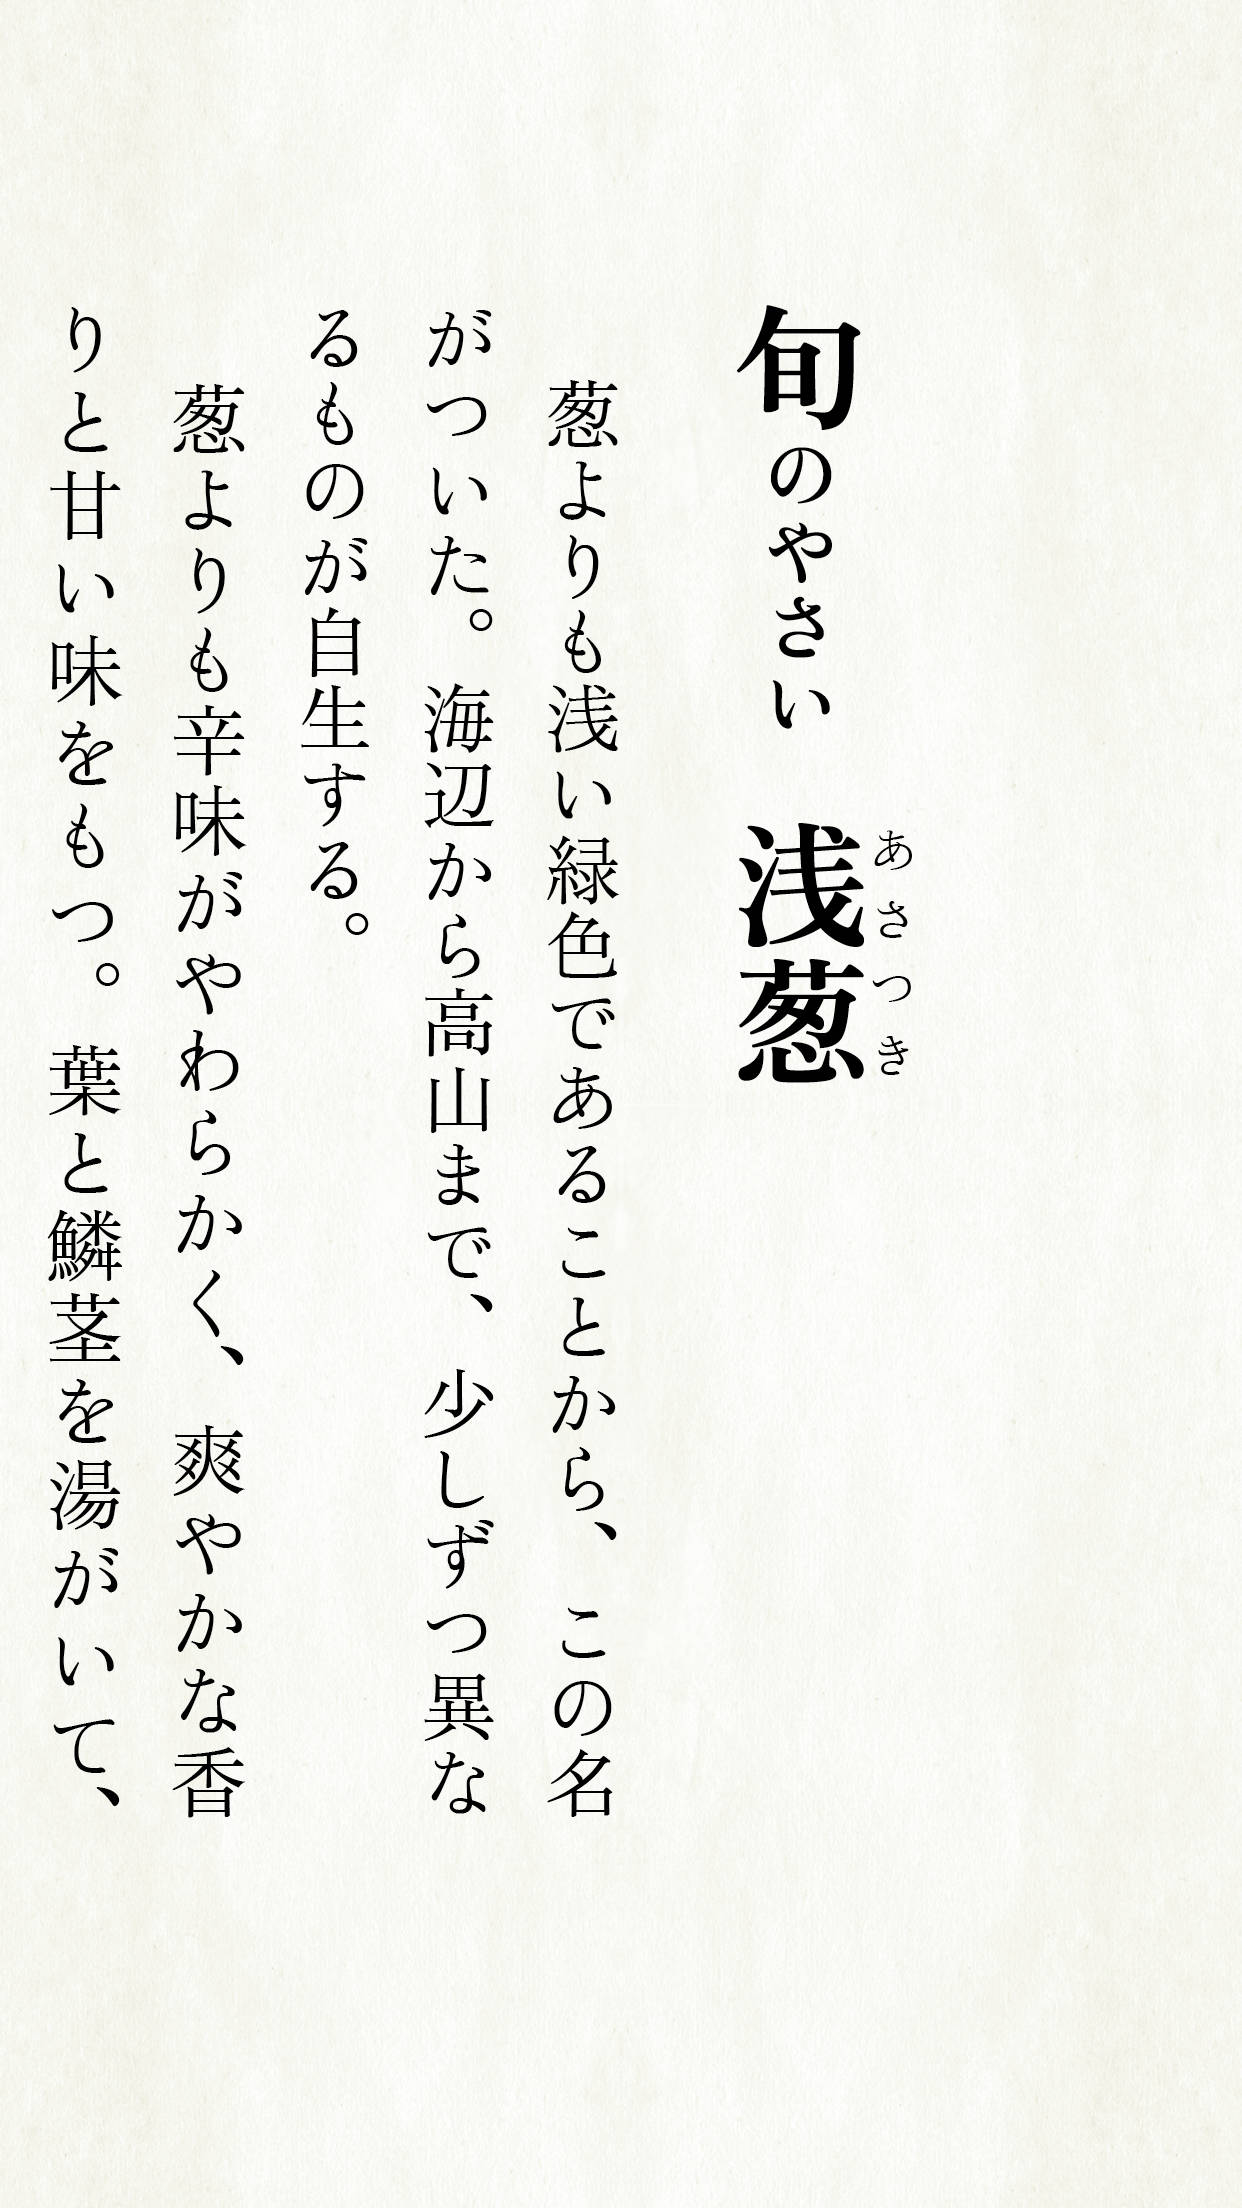 旬のやさい　浅葱
あさつき
葱よりも浅い緑色であることから、この名
がついた。海辺から高山まで、少しずつ異な
るものが自生する。
葱よりも辛味がやわらかく、爽やかな香
りと甘い味をもつ。葉と鱗茎を湯がいて、